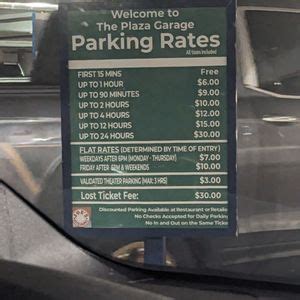 Welcome to
The Plaza Garage
Parking Rates
All taxes included
FIRST 15 MINS Free
UP TO 1 HOUR $6.00
UP TO 90 MINUTES $9.00
UP TO 2 HOURS $10.00
UP TO 4 HOURS $12.00
UP TO 12 HOURS $15.00
UP TO 24 HOURS $30.00
FLAT RATES (DETERMINED BY TIME OF ENTRY)
WEEKDAYS AFTER 6PM (MONDAY - THURSDAY) $7.00
FRIDAY AFTER 6PM & WEEKENDS $10.00
VALIDATED THEATER PARKING (MAX: 3 HRS) $3.00
Lost Ticket Fee: $30.00
Discounted Parking Available at Restaurant or Retaile
No Checks Accepted for Daily Parking
No In and Out on the Same Ticke